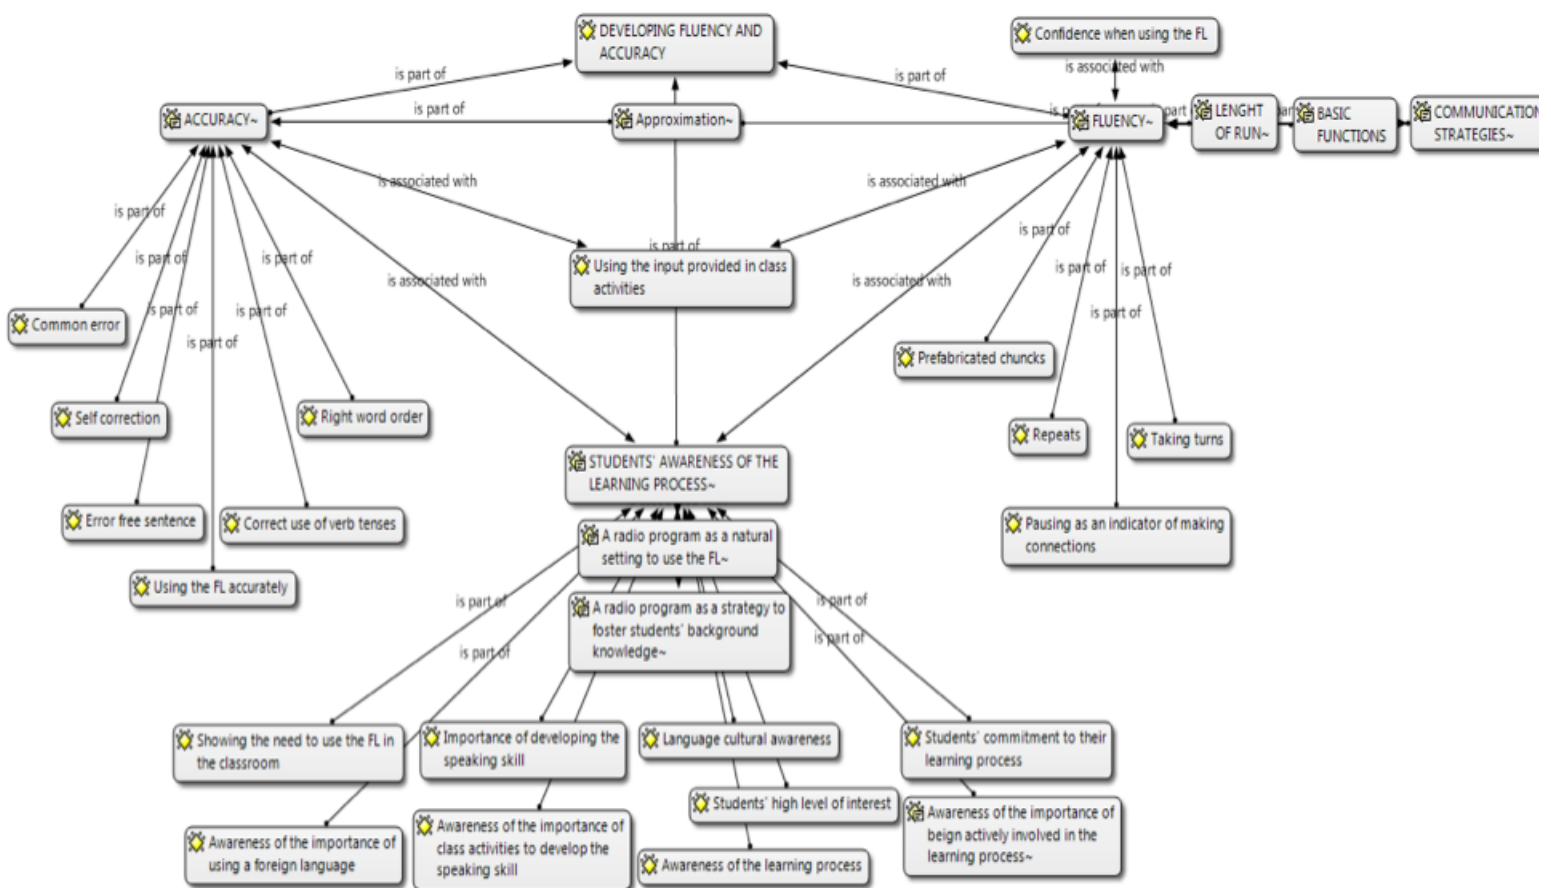 DEVELOPING FLUENCY AND
ACCURACY
Confidence when using the FL
is associated with
is part of
is part of
is part of
ACCURACY~
Approximation~
FLUENCY~
part
LENGHT
OF RUN~
BASIC
FUNCTIONS
COMMUNICATION
STRATEGIES~
is associated with
is associated with
is part of
is part of
is part of
is part of
is part of
is part of
is part of
is part of
is part of
is part of
is part of
is part of
Using the input provided in class
activities
is associated with
is associated with
Common error
Prefabricated chuncks
Self correction
Right word order
Repeats
Taking turns
STUDENTS' AWARENESS OF THE
LEARNING PROCESS~
Error free sentence
Correct use of verb tenses
Pausing as an indicator of making
connections
A radio program as a natural
setting to use the FL~
Using the FL accurately
is part of
is part of
A radio program as a strategy to
foster students' background
knowledge~
is part of
is part of
Showing the need to use the FL in
the classroom
Importance of developing the
speaking skill
Language cultural awareness
Students' commitment to their
learning process
Students' high level of interest
Awareness of the importance of
using a foreign language
Awareness of the importance of
class activities to develop the
speaking skill
Awareness of the learning process
Awareness of the importance of
beign actively involved in the
learning process~